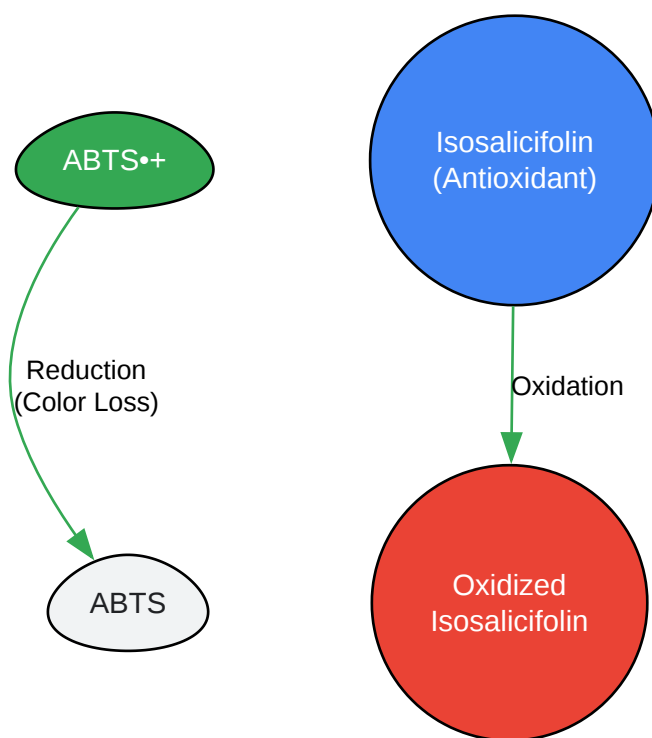 ABTS•+
Isosalicifolin
(Antioxidant)
Reduction
(Color Loss)
Oxidation
ABTS
Oxidized
Isosalicifolin